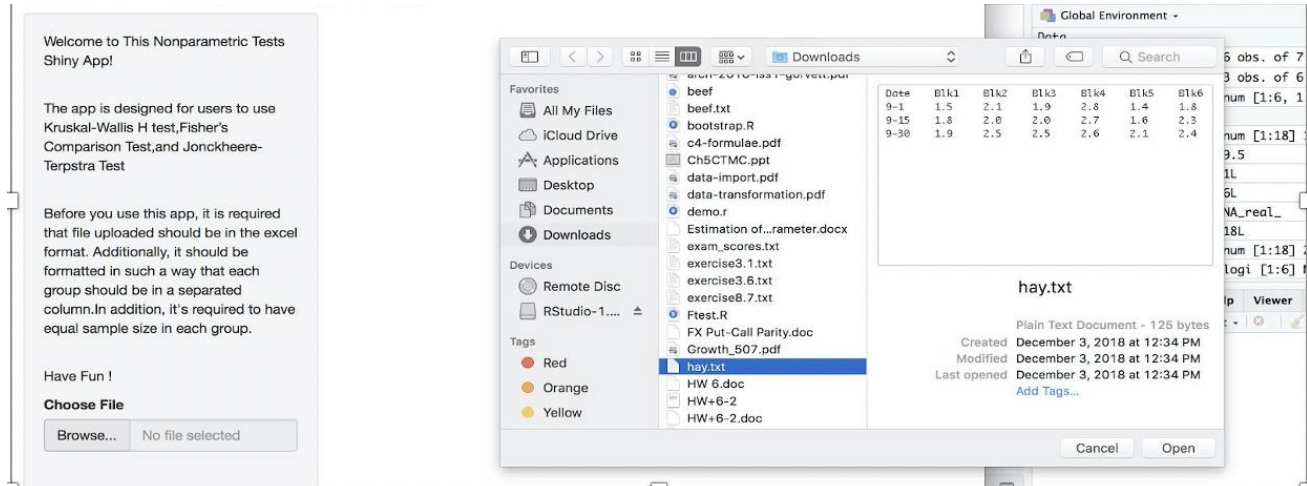 Welcome to This Nonparametric Tests
Shiny App!
The app is designed for users to use
Kruskal-Wallis H test,Fisher's
Comparison Test,and Jonckheere-
Terpstra Test
Before you use this app, it is required
that file uploaded should be in the excel
format. Additionally, it should be
formatted in such a way that each
group should be in a separated
column.In addition, it's required to have
equal sample size in each group.
Have Fun !
Choose File
Browse... No file selected
Downloads
Search
Favorites
All My Files
iCloud Drive
Applications
Desktop
Documents
Downloads
Devices
Remote Disc
RStudio-1....
Tags
Red
Orange
Yellow
beef
beef.txt
bootstrap.R
c4-formulae.pdf
Ch5CTMC.ppt
data-import.pdf
data-transformation.pdf
demo.r
Estimation of...rameter.docx
exam_scores.txt
exercise3.1.txt
exercise3.6.txt
exercise8.7.txt
Ftest.R
FX Put-Call Parity.doc
Growth_507.pdf
hay.txt
HW 6.doc
HW+6-2
HW+6-2.doc
Date Blk1 Blk2 Blk3 Blk4 Blk5 Blk6
9-1 1.5 2.1 1.9 2.8 1.4 1.8
9-15 1.8 2.0 2.0 2.7 1.6 2.3
9-30 1.9 2.5 2.5 2.6 2.1 2.4
hay.txt
Plain Text Document - 125 bytes
Created December 3, 2018 at 12:34 PM
Modified December 3, 2018 at 12:34 PM
Last opened December 3, 2018 at 12:34 PM
Add Tags...
Cancel Open
Global Environment
Data
6 obs. of 7
3 obs. of 6
num [1:6, 1
num [1:18]
9.5
1L
6L
NA_real_
18L
num [1:18]
logi [1:6]
lp Viewer